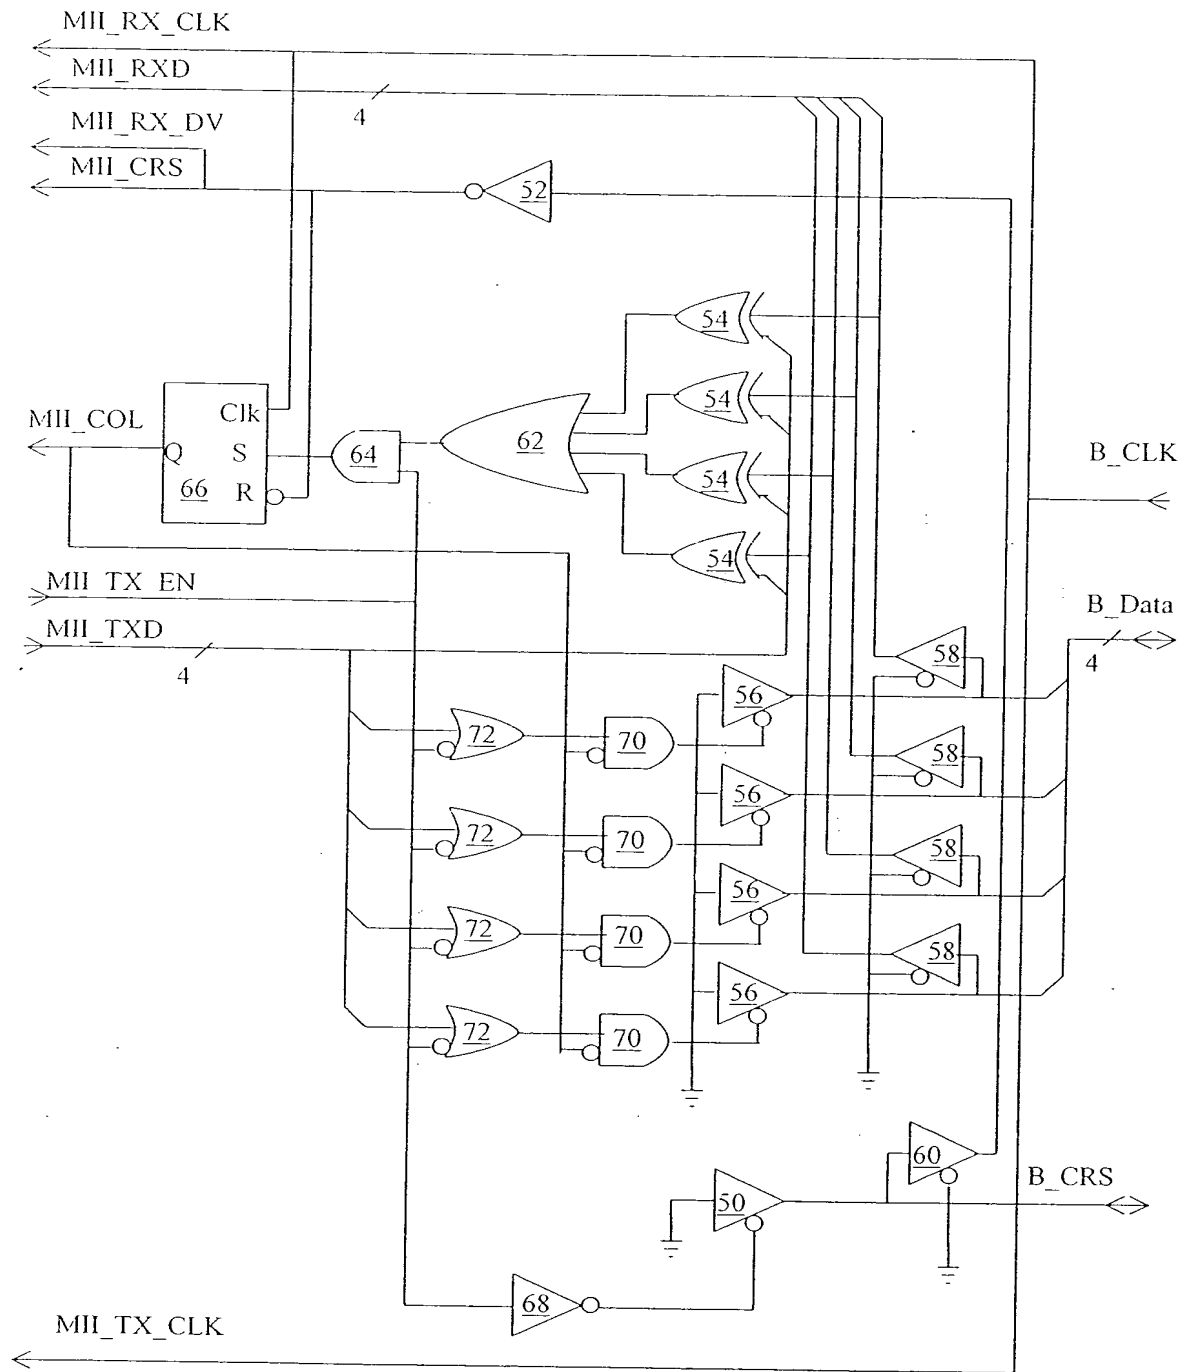 MII_RX_CLK
MII_RXD
4
MII_RX_DV
MII_CRS
52
54
54
54
54
62
64
MII_COL
Clk
Q
S
R
66
B_CLK
MII_TX_EN
MII_TXD
4
B_Data
4
58
58
58
58
56
56
56
56
72
70
72
70
72
70
72
70
60
50
B_CRS
68
MII_TX_CLK